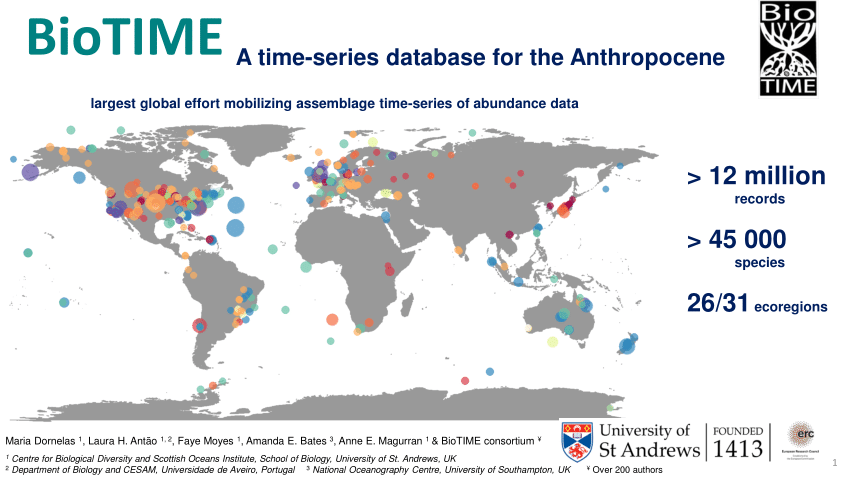 BioTIME
A time-series database for the Anthropocene
Bio
TIME
largest global effort mobilizing assemblage time-series of abundance data
> 12 million
records
> 45 000
species
26/31 ecoregions
Maria Dornelas ¹, Laura H. Antão ¹,², Faye Moyes ¹, Amanda E. Bates ³, Anne E. Magurran ¹ & BioTIME consortium ¥
¹ Centre for Biological Diversity and Scottish Oceans Institute, School of Biology, University of St. Andrews, UK
² Department of Biology and CESAM, Universidade de Aveiro, Portugal ³ National Oceanography Centre, University of Southampton, UK ¥ Over 200 authors
University of
St Andrews
FOUNDED
1413
erc
European Research Council
1